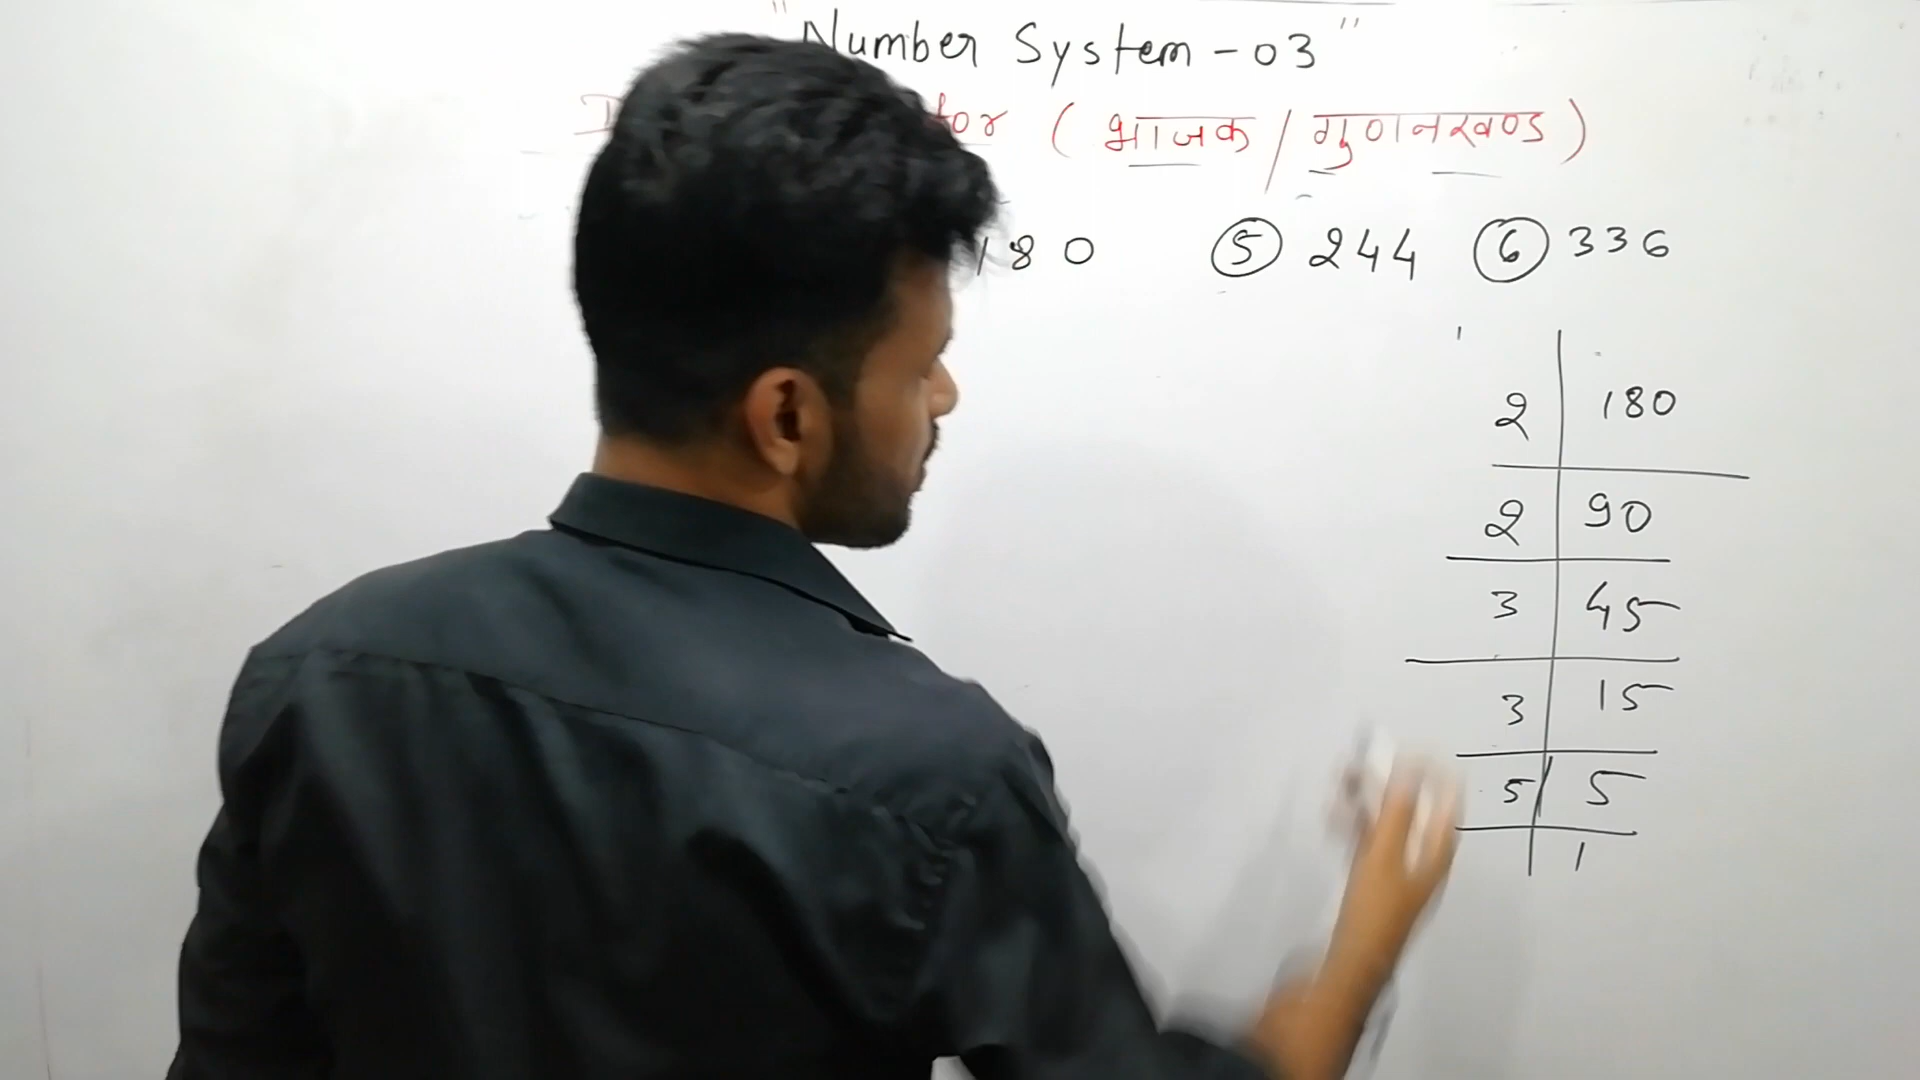 "Number System - 03"
(भाजक / गुणनखण्ड)
180 ⑤ 244 ⑥ 336
2 | 180
2 | 90
3 | 45
3 | 15
5 | 5
| 1